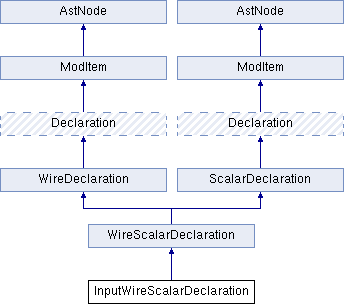 AstNode AstNode
ModItem ModItem
Declaration Declaration
WireDeclaration ScalarDeclaration
WireScalarDeclaration
InputWireScalarDeclaration